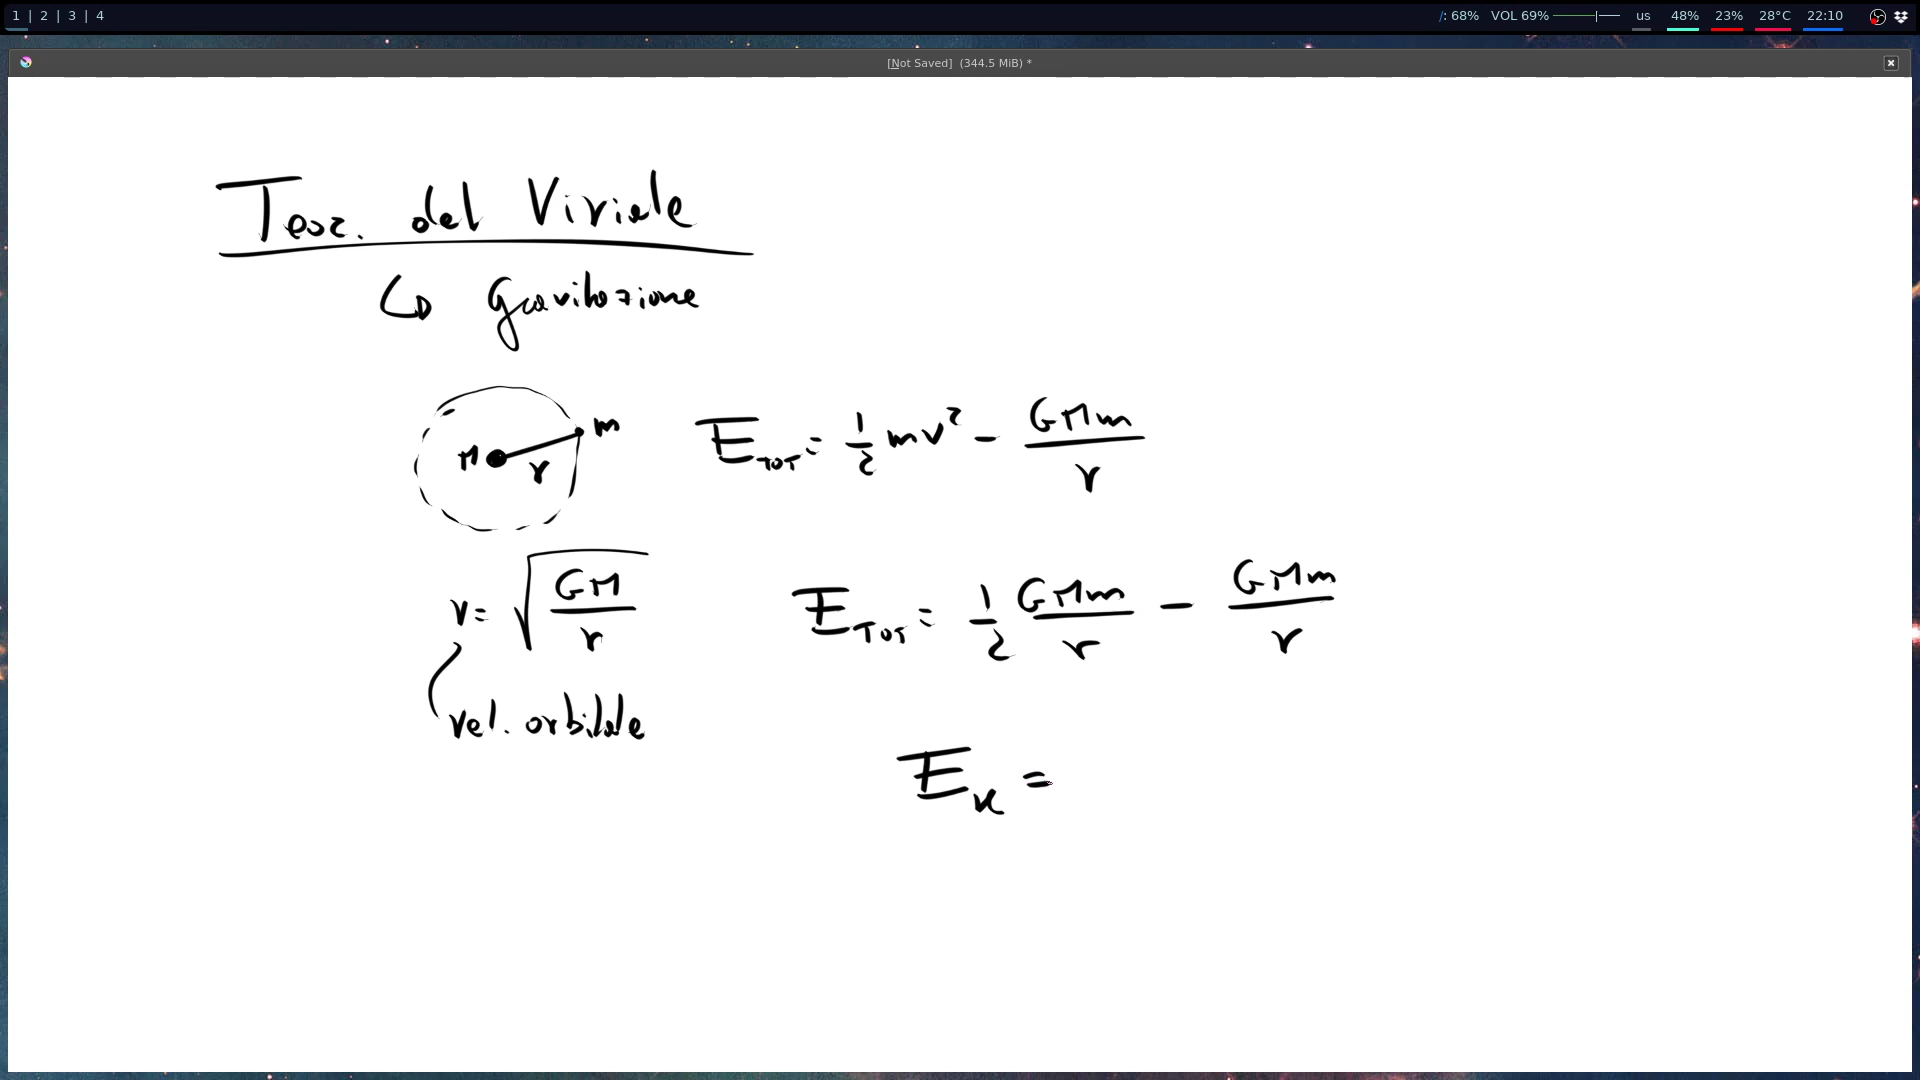 1 | 2 | 3 | 4
/: 68% VOL 69% us 48% 23% 28°C 22:10
[Not Saved] (344.5 MiB) *
Teor. del Viriale
↳ Gravitazione
M r m
E_TOT = 1/2 mv² - GMm/r
v = √(GM/r)
E_TOT = 1/2 GMm/r - GMm/r
vel. orbitale
E_K =